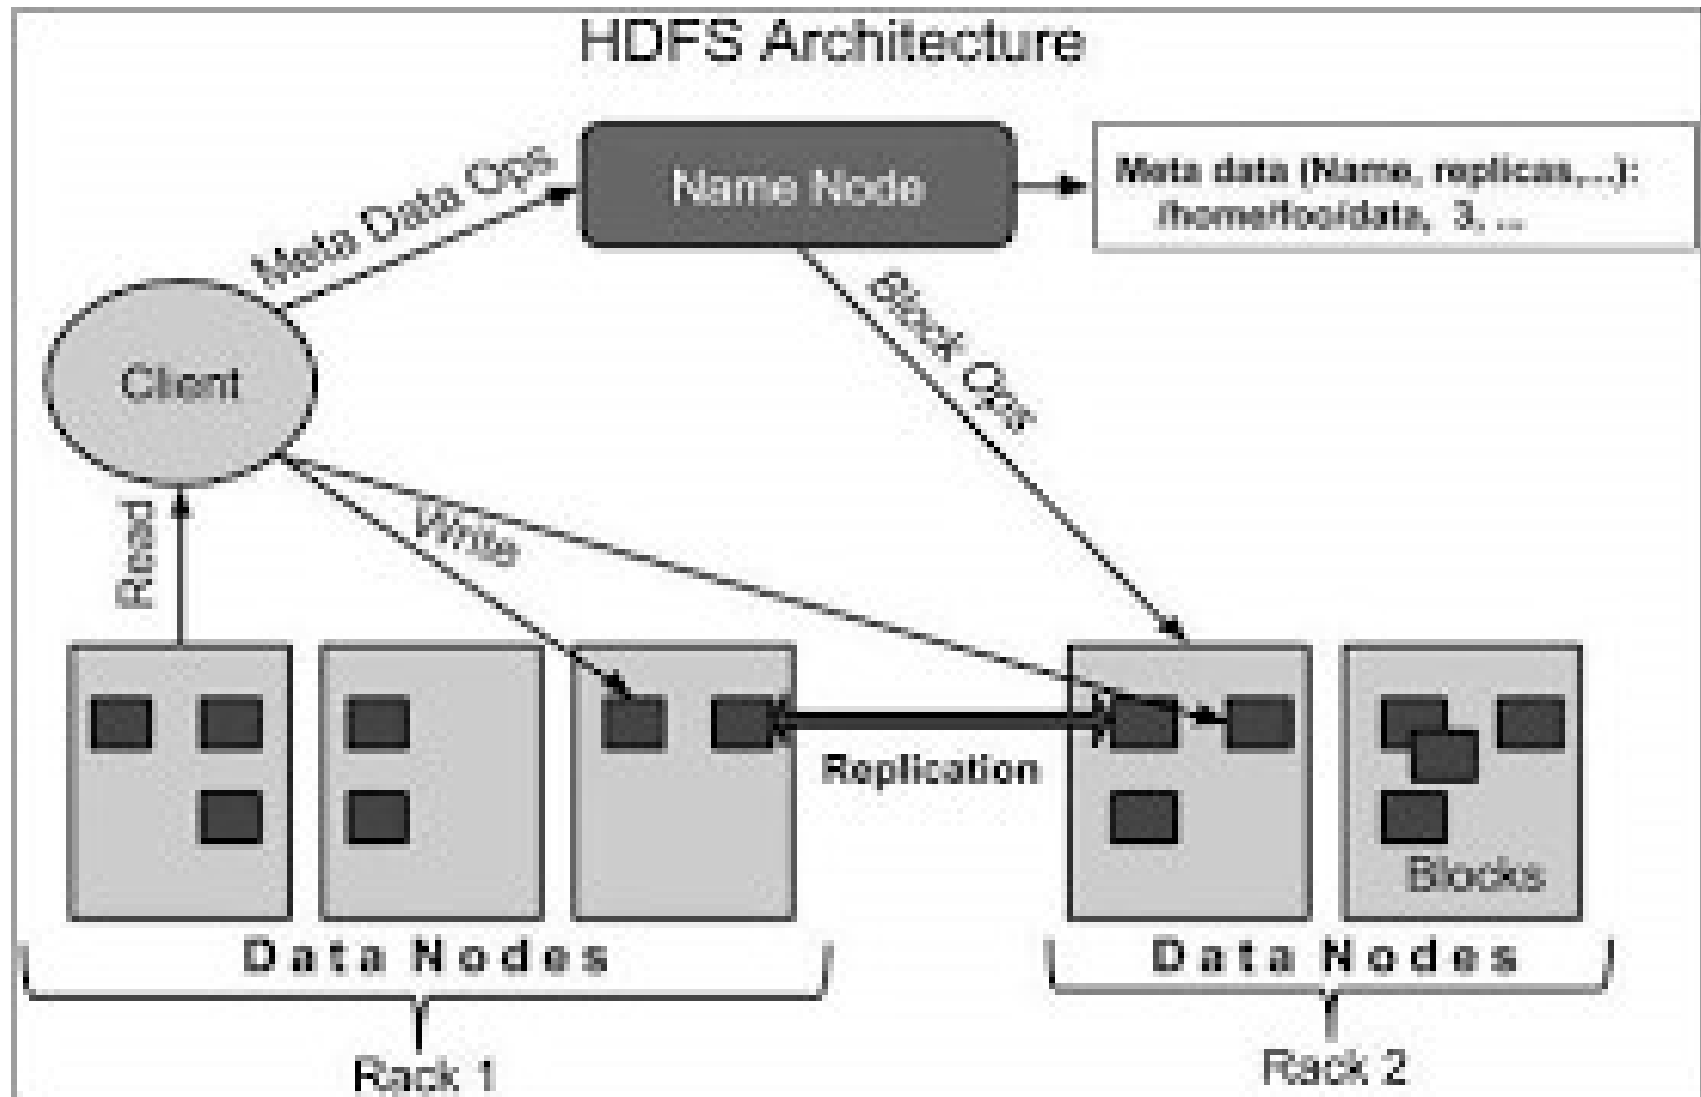 HDFS Architecture
Meta Data Ops
Name Node
Meta data (Name, replicas,...):
/home/foo/data, 3, ...
Block Ops
Client
Read
Write
Replication
Blocks
Data Nodes
Data Nodes
Rack 1
Rack 2